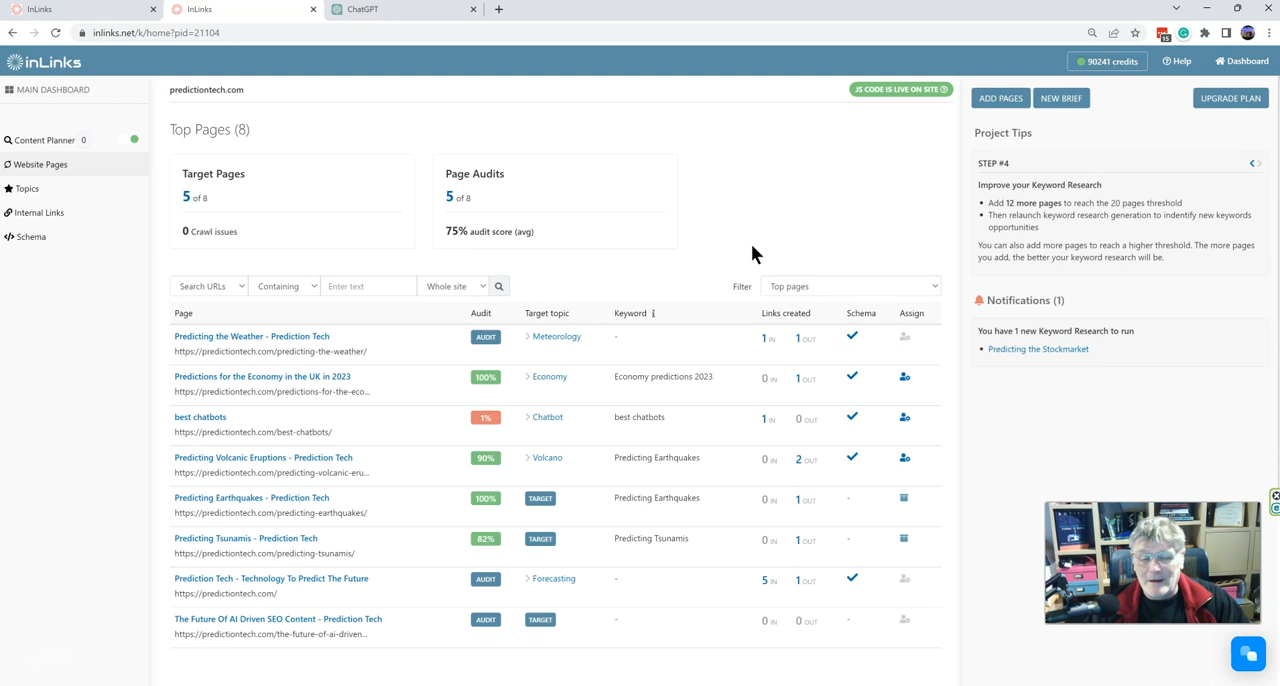 InLinks
InLinks
ChatGPT
inlinks.net/k/home?pid=21104
15
inLinks
90241 credits
Help
Dashboard
MAIN DASHBOARD
Content Planner 0
Website Pages
Topics
Internal Links
Schema
predictiontech.com
JS CODE IS LIVE ON SITE
Top Pages (8)
Target Pages
5 of 8
0 Crawl issues
Page Audits
5 of 8
75% audit score (avg)
Search URLs
Containing
Enter text
Whole site
Filter
Top pages
Page Audit Target topic Keyword Links created Schema Assign
Predicting the Weather - Prediction Tech AUDIT Meteorology - 1 IN 1 OUT
https://predictiontech.com/predicting-the-weather/
Predictions for the Economy in the UK in 2023 100% Economy Economy predictions 2023 0 IN 1 OUT
https://predictiontech.com/predictions-for-the-eco...
best chatbots 1% Chatbot best chatbots 1 IN 0 OUT
https://predictiontech.com/best-chatbots/
Predicting Volcanic Eruptions - Prediction Tech 90% Volcano Predicting Earthquakes 0 IN 2 OUT
https://predictiontech.com/predicting-volcanic-eru...
Predicting Earthquakes - Prediction Tech 100% TARGET Predicting Earthquakes 0 IN 1 OUT -
https://predictiontech.com/predicting-earthquakes/
Predicting Tsunamis - Prediction Tech 82% TARGET Predicting Tsunamis 0 IN 1 OUT -
https://predictiontech.com/predicting-tsunamis/
Prediction Tech - Technology To Predict The Future AUDIT Forecasting - 5 IN 1 OUT
https://predictiontech.com/
The Future Of AI Driven SEO Content - Prediction Tech AUDIT TARGET - 0 IN 0 OUT -
https://predictiontech.com/the-future-of-ai-driven...
ADD PAGES
NEW BRIEF
UPGRADE PLAN
Project Tips
STEP #4
Improve your Keyword Research
Add 12 more pages to reach the 20 pages threshold
Then relaunch keyword research generation to indentify new keywords
opportunities
You can also add more pages to reach a higher threshold. The more pages
you add, the better your keyword research will be.
Notifications (1)
You have 1 new Keyword Research to run
Predicting the Stockmarket